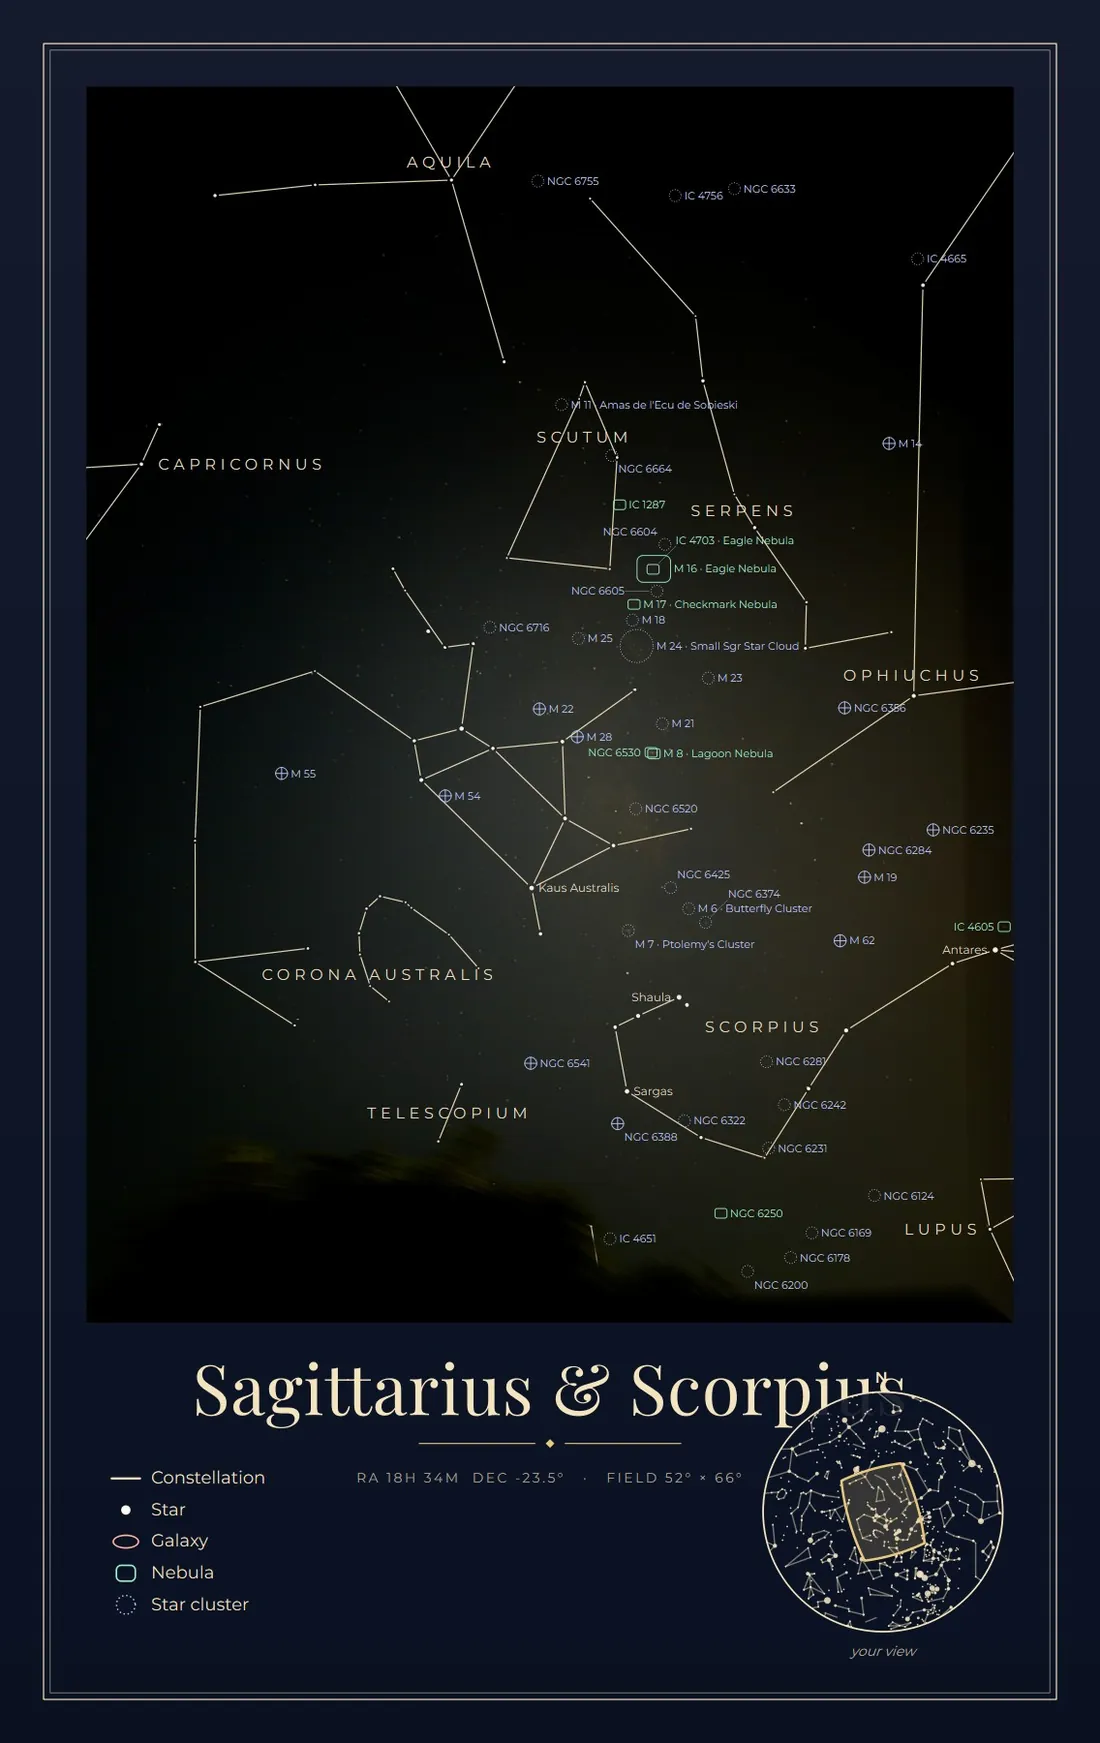 AQUILA
NGC 6755
IC 4756
NGC 6633
IC 4665
M 11 · Amas de l'Ecu de Sobieski
SCUTUM
M 14
CAPRICORNUS
NGC 6664
IC 1287
SERPENS
NGC 6604
IC 4703 · Eagle Nebula
M 16 · Eagle Nebula
NGC 6605
M 17 · Checkmark Nebula
M 18
NGC 6716
M 25
M 24 · Small Sgr Star Cloud
OPHIUCHUS
M 23
NGC 6356
M 22
M 21
M 28
NGC 6530
M 8 · Lagoon Nebula
M 55
M 54
NGC 6520
NGC 6235
NGC 6284
NGC 6425
M 19
Kaus Australis
NGC 6374
M 6 · Butterfly Cluster
IC 4605
M 7 · Ptolemy's Cluster
M 62
Antares
CORONA AUSTRALIS
Shaula
SCORPIUS
NGC 6541
NGC 6281
Sargas
NGC 6242
TELESCOPIUM
NGC 6322
NGC 6388
NGC 6231
NGC 6124
NGC 6250
LUPUS
IC 4651
NGC 6169
NGC 6178
NGC 6200
Sagittarius & Scorpius
N
RA 18H 34M DEC -23.5° · FIELD 52° × 66°
Constellation
Star
Galaxy
Nebula
Star cluster
your view